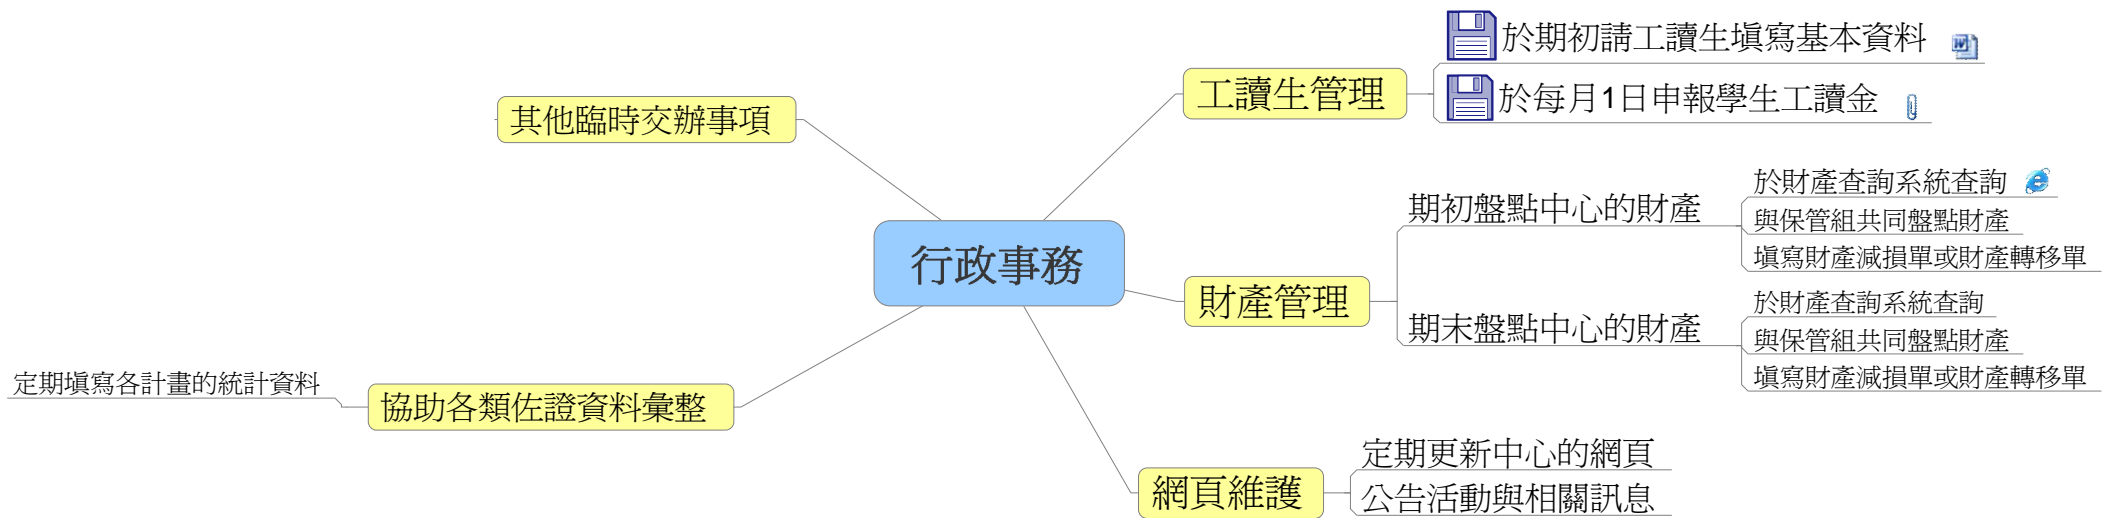 行政事務
工讀生管理
於期初請工讀生填寫基本資料
於每月1日申報學生工讀金
財產管理
期初盤點中心的財產
於財產查詢系統查詢
與保管組共同盤點財產
填寫財產減損單或財產轉移單
期末盤點中心的財產
於財產查詢系統查詢
與保管組共同盤點財產
填寫財產減損單或財產轉移單
網頁維護
定期更新中心的網頁
公告活動與相關訊息
協助各類佐證資料彙整
定期填寫各計畫的統計資料
其他臨時交辦事項